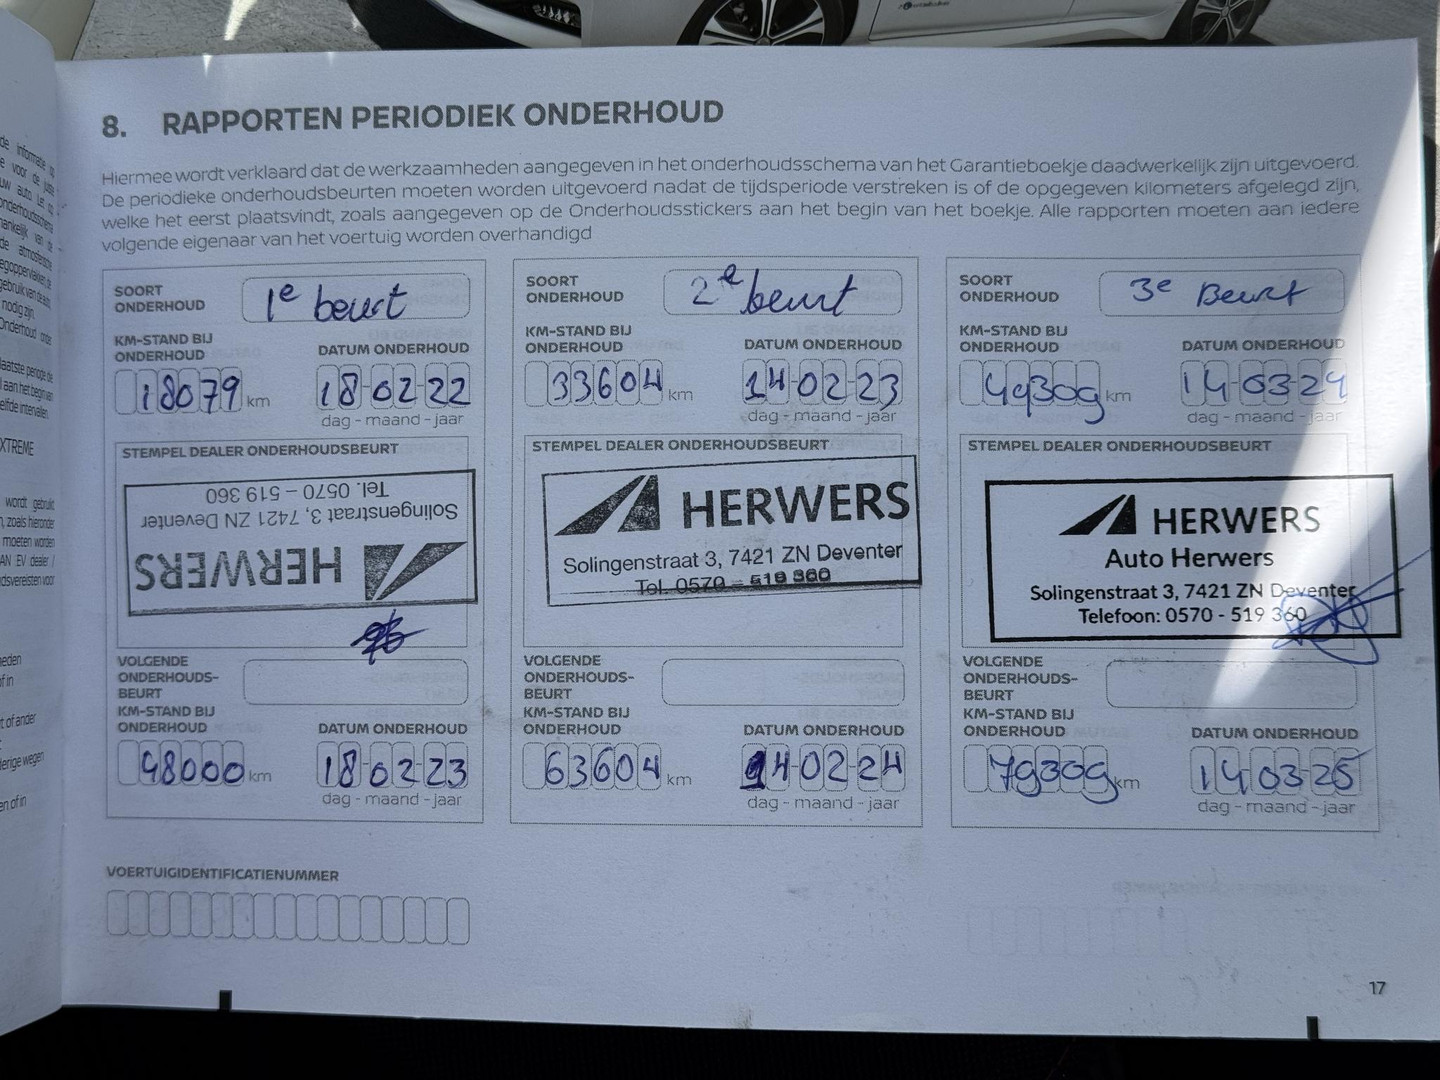 8. RAPPORTEN PERIODIEK ONDERHOUD
Hiermee wordt verklaard dat de werkzaamheden aangegeven in het onderhoudsschema van het Garantieboekje daadwerkelijk zijn uitgevoerd.
De periodieke onderhoudsbeurten moeten worden uitgevoerd nadat de tijdsperiode verstreken is of de opgegeven kilometers afgelegd zijn,
welke het eerst plaatsvindt, zoals aangegeven op de Onderhoudsstickers aan het begin van het boekje. Alle rapporten moeten aan iedere
volgende eigenaar van het voertuig worden overhandigd
SOORT
ONDERHOUD
1e beurt
KM-STAND BIJ
ONDERHOUD
DATUM ONDERHOUD
18079 km
18-02-22
dag - maand - jaar
STEMPEL DEALER ONDERHOUDSBEURT
HERWERS
Solingenstraat 3, 7421 ZN Deventer
Tel. 0570 - 519 360
VOLGENDE
ONDERHOUDS-
BEURT
KM-STAND BIJ
ONDERHOUD
DATUM ONDERHOUD
48000 km
18-02-23
dag - maand - jaar
SOORT
ONDERHOUD
2e beurt
KM-STAND BIJ
ONDERHOUD
DATUM ONDERHOUD
33604 km
14-02-23
dag - maand - jaar
STEMPEL DEALER ONDERHOUDSBEURT
HERWERS
Solingenstraat 3, 7421 ZN Deventer
Tel. 0570 - 519 360
VOLGENDE
ONDERHOUDS-
BEURT
KM-STAND BIJ
ONDERHOUD
DATUM ONDERHOUD
63604 km
14-02-24
dag - maand - jaar
SOORT
ONDERHOUD
3e Beurt
KM-STAND BIJ
ONDERHOUD
DATUM ONDERHOUD
49309 km
14-03-24
dag - maand - jaar
STEMPEL DEALER ONDERHOUDSBEURT
HERWERS
Auto Herwers
Solingenstraat 3, 7421 ZN Deventer
Telefoon: 0570 - 519 360
VOLGENDE
ONDERHOUDS-
BEURT
KM-STAND BIJ
ONDERHOUD
DATUM ONDERHOUD
79309 km
14-03-25
dag - maand - jaar
VOERTUIGIDENTIFICATIENUMMER
17